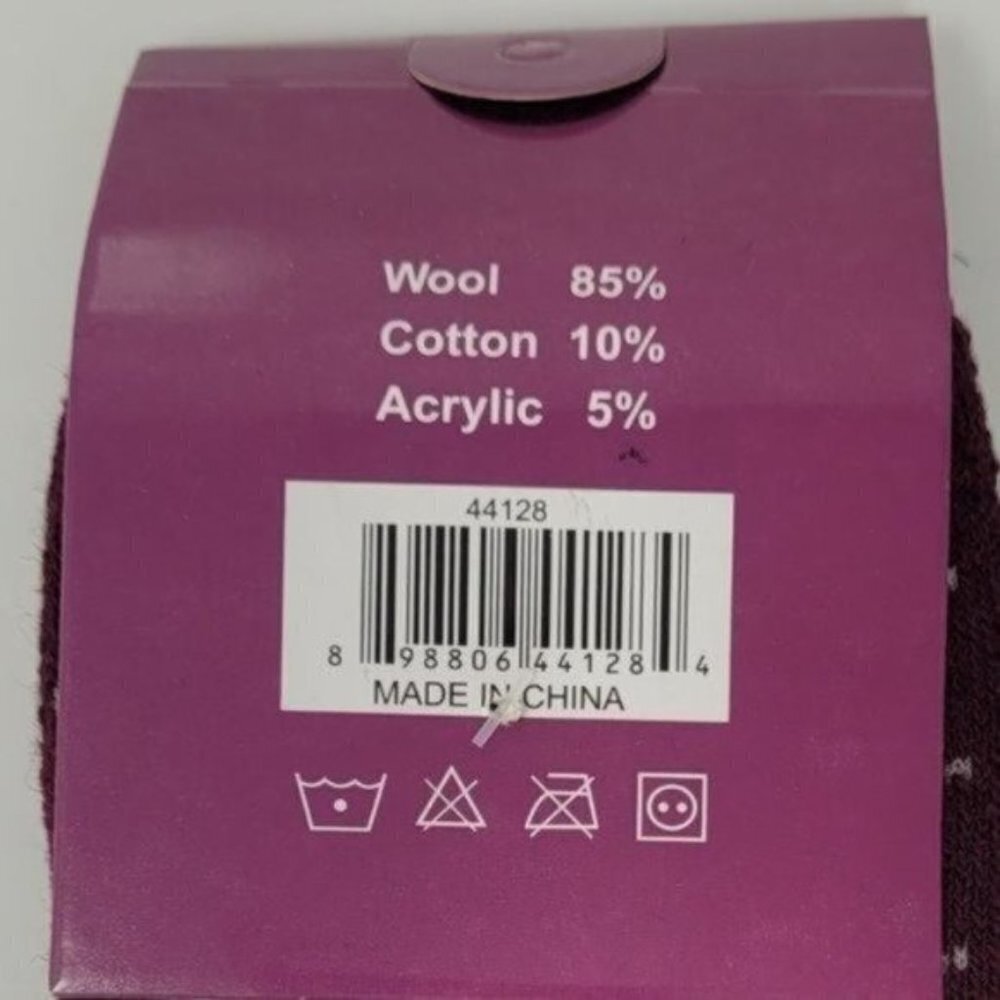 Wool 85%
Cotton 10%
Acrylic 5%
44128
8 98806 44128 4
MADE IN CHINA